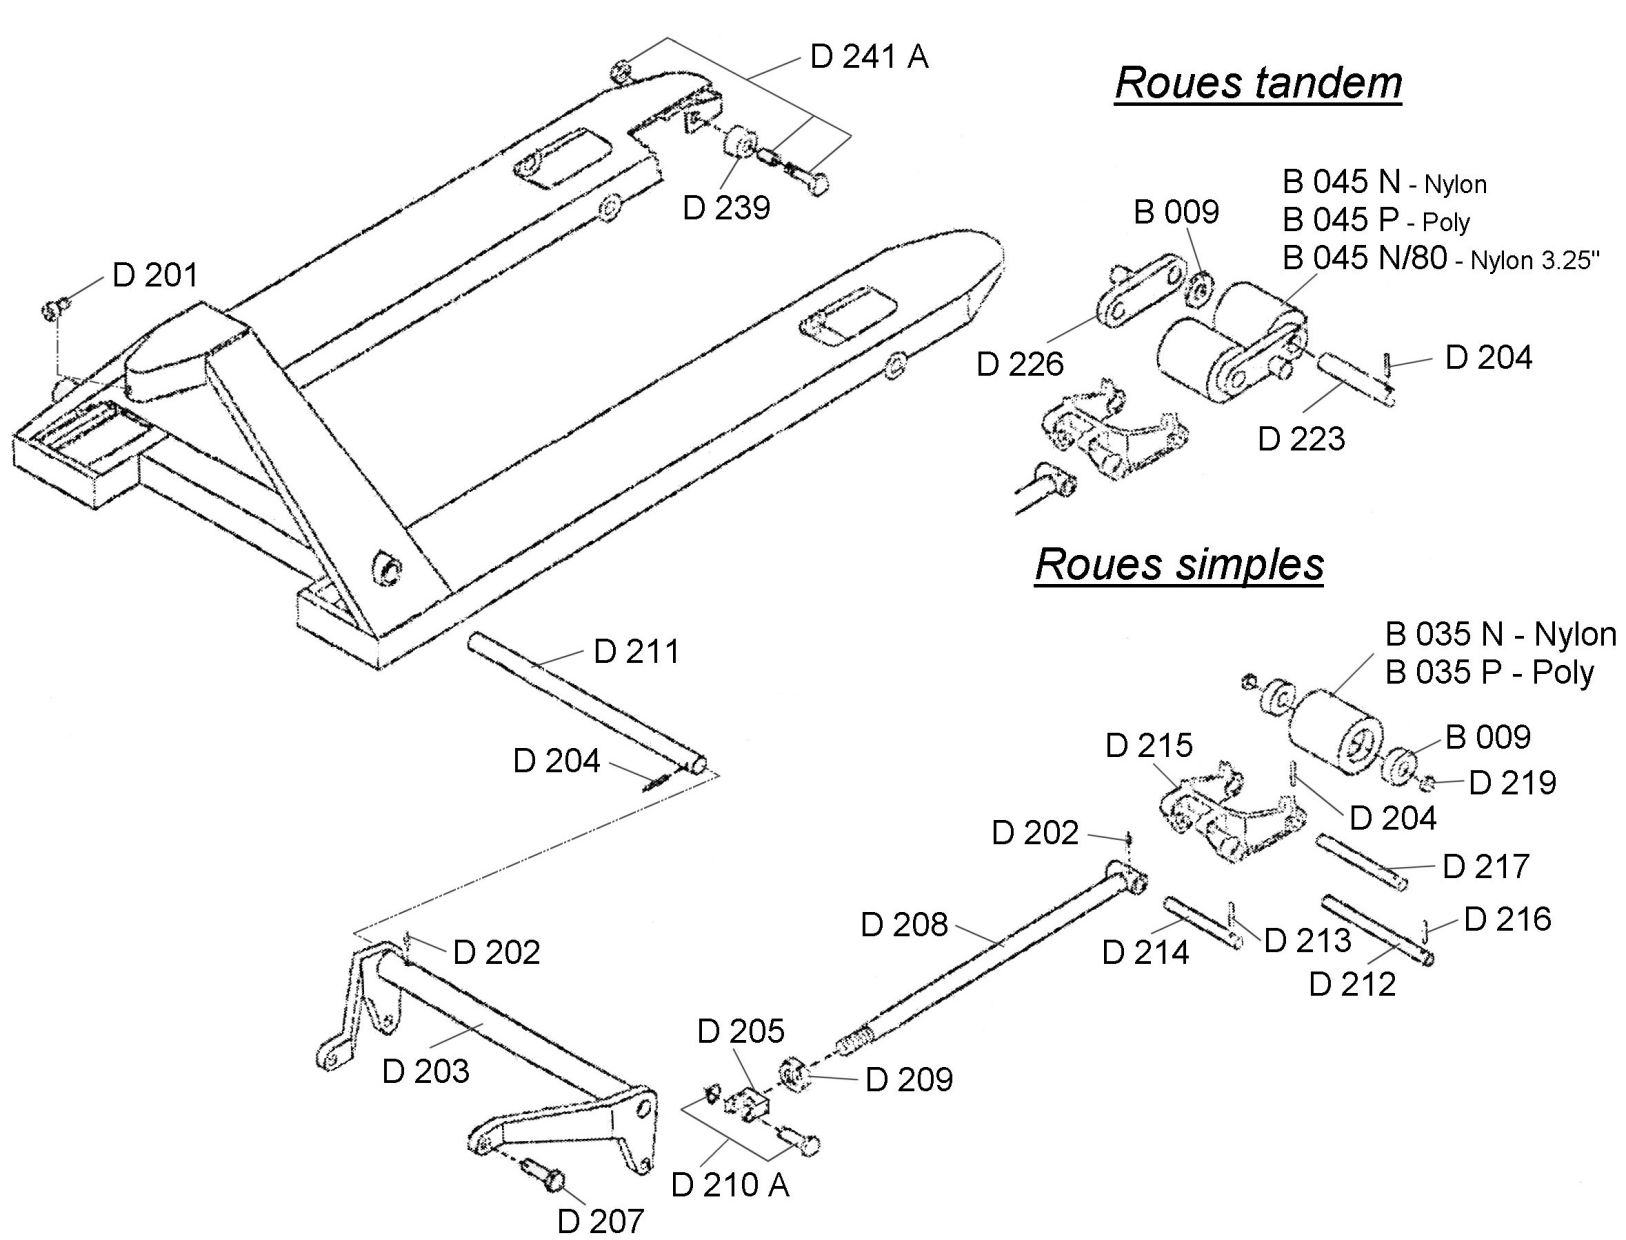 D 241 A
Roues tandem
D 239
D 201
B 045 N - Nylon
B 045 P - Poly
B 045 N/80 - Nylon 3.25"
B 009
D 226
D 204
D 223
Roues simples
B 035 N - Nylon
B 035 P - Poly
D 211
D 204
D 215
B 009
D 219
D 204
D 202
D 217
D 208
D 214
D 213
D 216
D 212
D 202
D 203
D 205
D 209
D 210 A
D 207